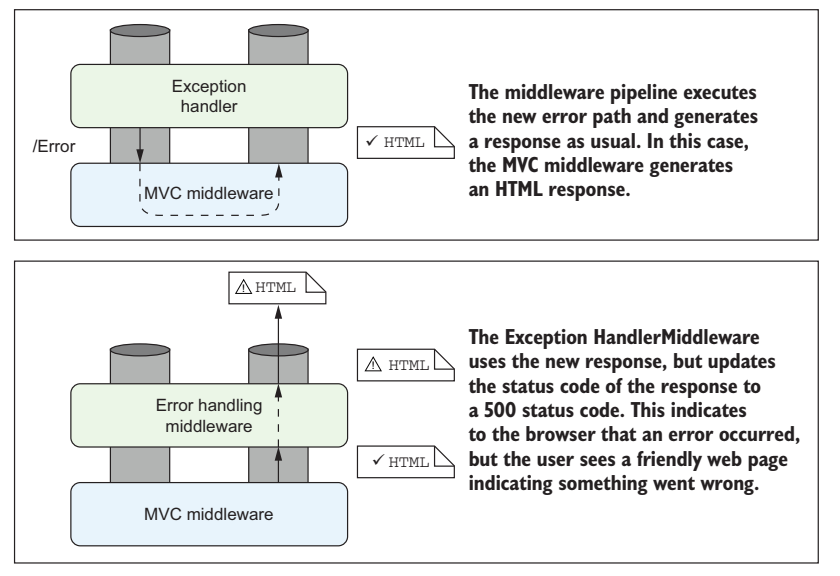 Exception
handler
/Error
✓ HTML
MVC middleware
The middleware pipeline executes
the new error path and generates
a response as usual. In this case,
the MVC middleware generates
an HTML response.
⚠ HTML
⚠ HTML
Error handling
middleware
✓ HTML
MVC middleware
The Exception HandlerMiddleware
uses the new response, but updates
the status code of the response to
a 500 status code. This indicates
to the browser that an error occurred,
but the user sees a friendly web page
indicating something went wrong.